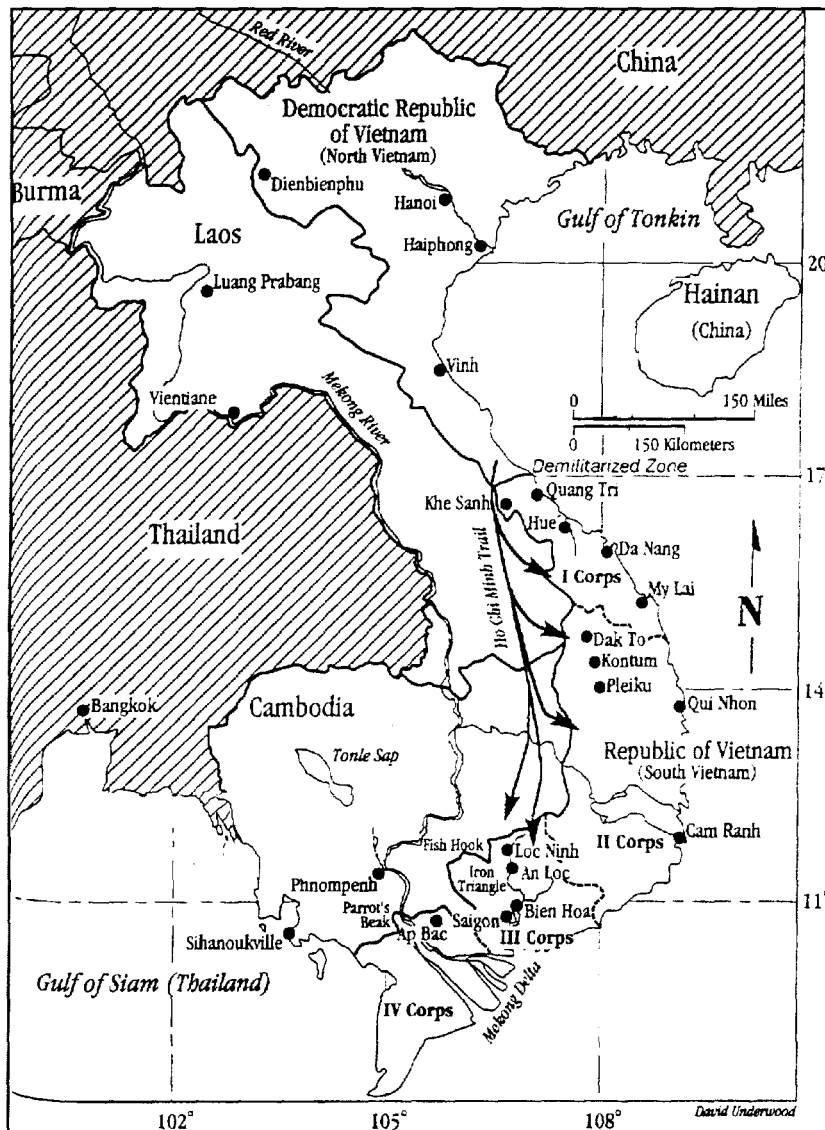 Red River
China
Democratic Republic
of Vietnam
(North Vietnam)
Dienbienphu
Burma
Hanoi
Gulf of Tonkin
Laos
Haiphong
20
Luang Prabang
Hainan
(China)
Vinh
Vientiane
Mekong River
0 150 Miles
0 150 Kilometers
Demilitarized Zone
17
Khe Sanh
Quang Tri
Hue
Thailand
Da Nang
I Corps
Ho Chi Minh Trail
My Lai
N
Dak To
Kontum
Pleiku
14
Bangkok
Cambodia
Qui Nhon
Tonle Sap
Republic of Vietnam
(South Vietnam)
Cam Ranh
II Corps
Fish Hook
Loc Ninh
Iron
Triangle
An Loc
Phnompenh
11°
Parrot's
Beak
Bien Hoa
Saigon
Ap Bac
III Corps
Sihanoukville
Gulf of Siam (Thailand)
Mekong Delta
IV Corps
102°
105°
108°
David Underwood